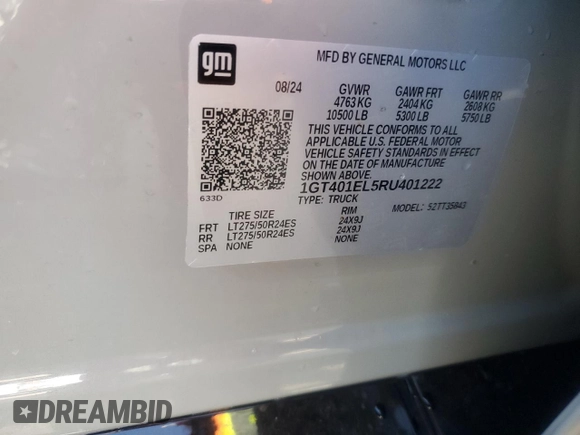 gm
MFD BY GENERAL MOTORS LLC
08/24 GVWR GAWR FRT GAWR RR
4763 KG 2404 KG 2608 KG
10500 LB 5300 LB 5750 LB
THIS VEHICLE CONFORMS TO ALL
APPLICABLE U.S. FEDERAL MOTOR
VEHICLE SAFETY STANDARDS IN EFFECT
ON THE DATE OF MANUFACTURE
SHOWN ABOVE.
1GT401EL5RU401222
633D
TYPE: TRUCK MODEL: 52TT35843
TIRE SIZE RIM
FRT LT275/50R24ES 24X9J
RR LT275/50R24ES 24X9J
SPA NONE NONE
DREAMBID